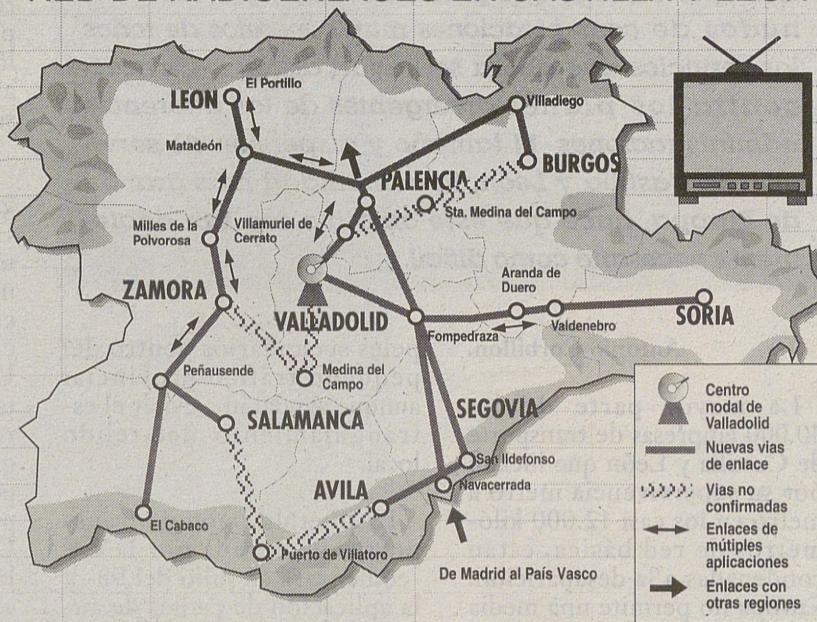 El Portillo
LEON
Villadiego
Matadeón
BURGOS
PALENCIA
Sta. Medina del Campo
Milles de la
Polvorosa
Villamuriel de
Cerrato
Aranda de
Duero
ZAMORA
VALLADOLID
Fompedraza
Valdenebro
SORIA
Peñausende
Medina del
Campo
SALAMANCA
SEGOVIA
San Ildefonso
AVILA
Navacerrada
El Cabaco
Puerto de Villatoro
De Madrid al País Vasco
Centro
nodal de
Valladolid
Nuevas vias
de enlace
Vias no
confirmadas
Enlaces de
múltiples
aplicaciones
Enlaces con
otras regiones